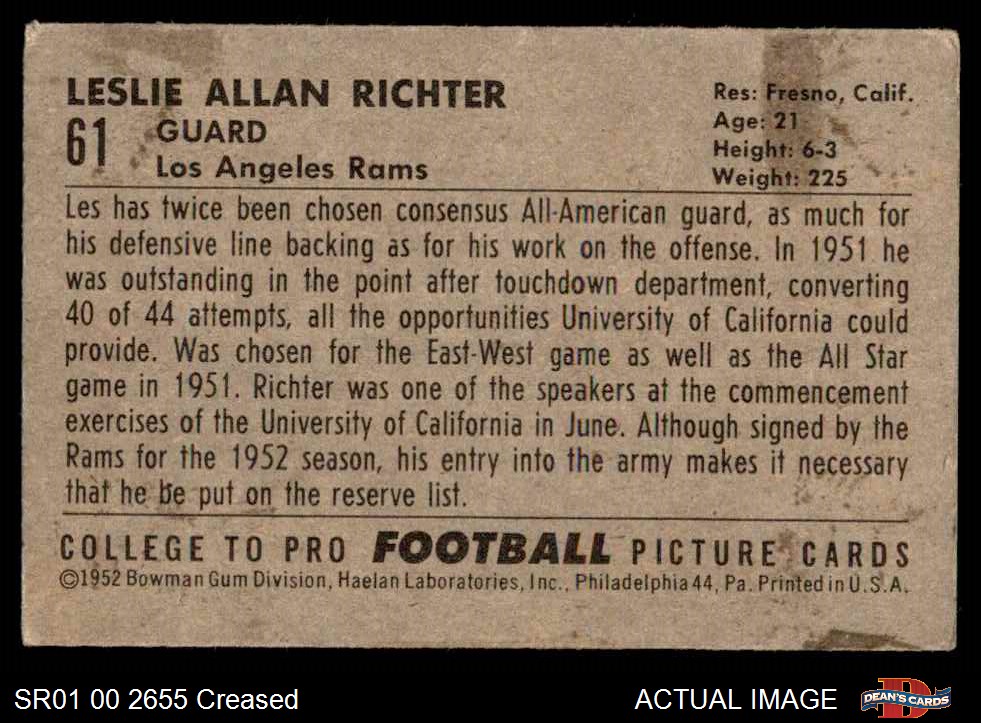 LESLIE ALLAN RICHTER
61
GUARD
Los Angeles Rams
Res: Fresno, Calif.
Age: 21
Height: 6-3
Weight: 225
Les has twice been chosen consensus All-American guard, as much for
his defensive line backing as for his work on the offense. In 1951 he
was outstanding in the point after touchdown department, converting
40 of 44 attempts, all the opportunities University of California could
provide. Was chosen for the East-West game as well as the All Star
game in 1951. Richter was one of the speakers at the commencement
exercises of the University of California in June. Although signed by the
Rams for the 1952 season, his entry into the army makes it necessary
that he be put on the reserve list.
COLLEGE TO PRO FOOTBALL PICTURE CARDS
©1952 Bowman Gum Division, Haelan Laboratories, Inc., Philadelphia 44, Pa. Printed in U.S.A.
SR01 00 2655 Creased
ACTUAL IMAGE
DEAN'S CARDS